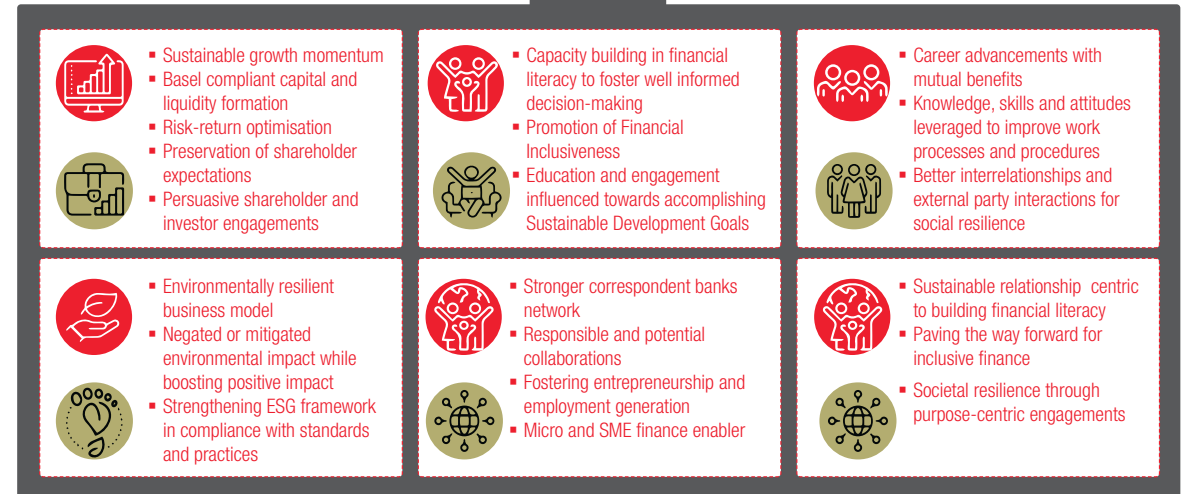 ▪ Sustainable growth momentum
▪ Basel compliant capital and
liquidity formation
▪ Risk-return optimisation
▪ Preservation of shareholder
expectations
▪ Persuasive shareholder and
investor engagements
▪ Capacity building in financial
literacy to foster well informed
decision-making
▪ Promotion of Financial
Inclusiveness
▪ Education and engagement
influenced towards accomplishing
Sustainable Development Goals
▪ Career advancements with
mutual benefits
▪ Knowledge, skills and attitudes
leveraged to improve work
processes and procedures
▪ Better interrelationships and
external party interactions for
social resilience
▪ Environmentally resilient
business model
▪ Negated or mitigated
environmental impact while
boosting positive impact
▪ Strengthening ESG framework
in compliance with standards
and practices
▪ Stronger correspondent banks
network
▪ Responsible and potential
collaborations
▪ Fostering entrepreneurship and
employment generation
▪ Micro and SME finance enabler
▪ Sustainable relationship centric
to building financial literacy
▪ Paving the way forward for
inclusive finance
▪ Societal resilience through
purpose-centric engagements